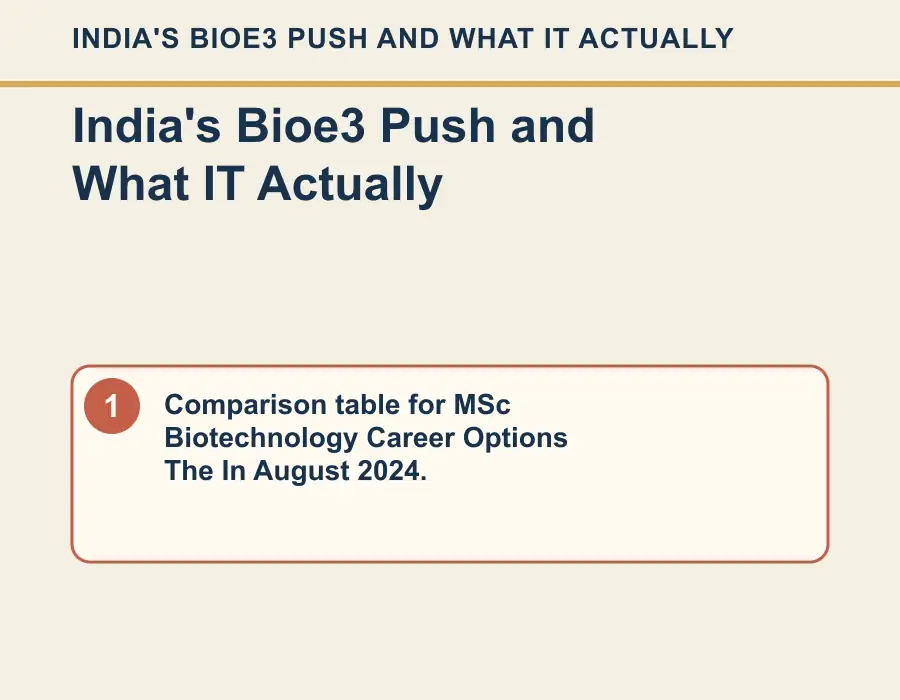 INDIA'S BIOE3 PUSH AND WHAT IT ACTUALLY
India's Bioe3 Push and
What IT Actually
1
Comparison table for MSc
Biotechnology Career Options
The In August 2024.